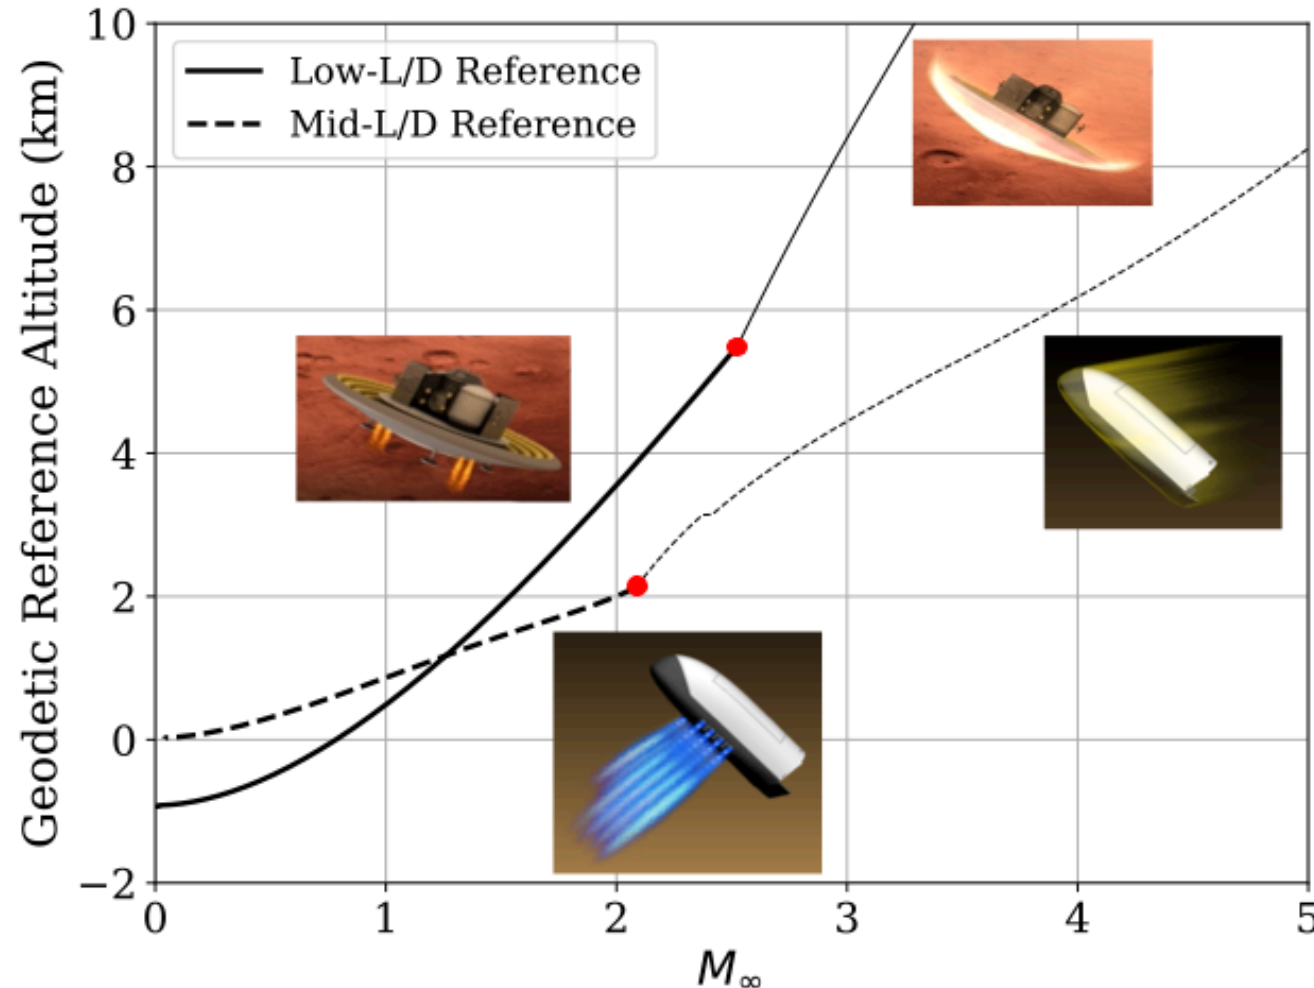 Low-L/D Reference
Mid-L/D Reference
Geodetic Reference Altitude (km)
10
8
6
4
2
0
−2
0 1 2 3 4 5
M∞